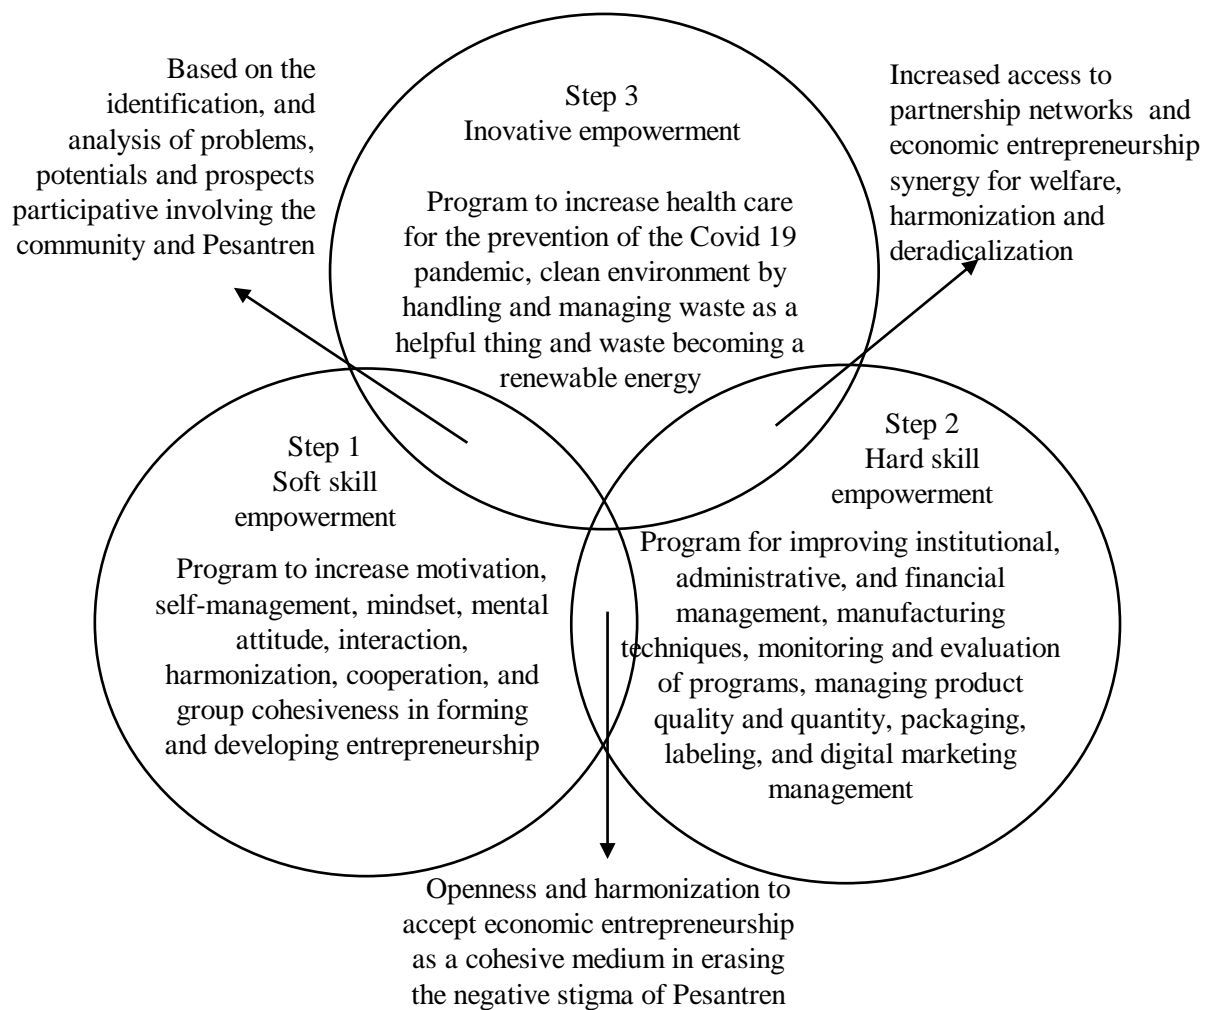 Based on the
identification, and
analysis of problems,
potentials and prospects
participative involving the
community and Pesantren
Step 3
Inovative empowerment
Program to increase health care
for the prevention of the Covid 19
pandemic, clean environment by
handling and managing waste as a
helpful thing and waste becoming a
renewable energy
Increased access to
partnership networks and
economic entrepreneurship
synergy for welfare,
harmonization and
deradicalization
Step 1
Soft skill
empowerment
Program to increase motivation,
self-management, mindset, mental
attitude, interaction,
harmonization, cooperation, and
group cohesiveness in forming
and developing entrepreneurship
Step 2
Hard skill
empowerment
Program for improving institutional,
administrative, and financial
management, manufacturing
techniques, monitoring and evaluation
of programs, managing product
quality and quantity, packaging,
labeling, and digital marketing
management
Openness and harmonization to
accept economic entrepreneurship
as a cohesive medium in erasing
the negative stigma of Pesantren